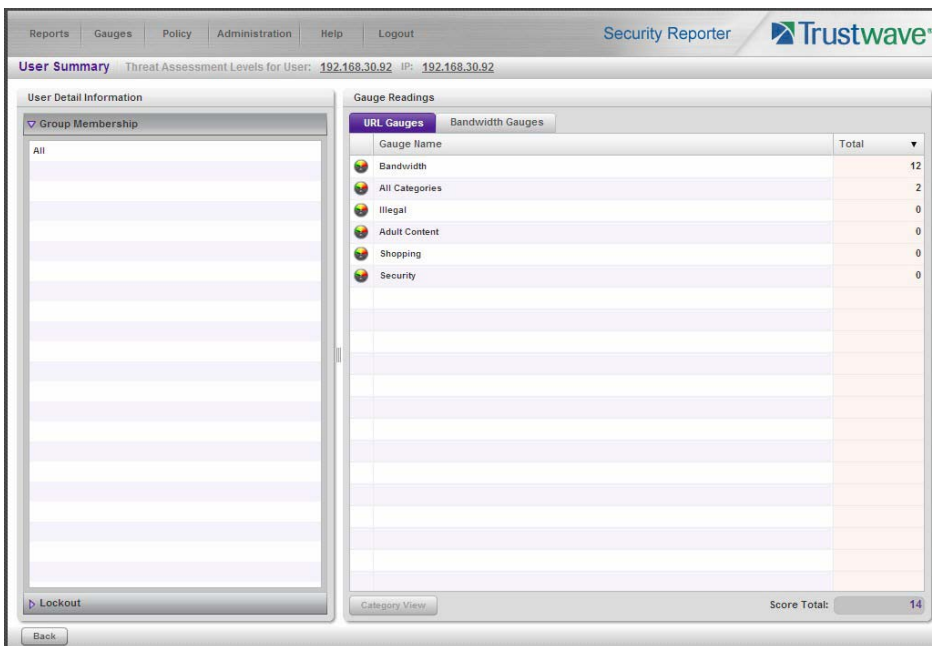 Reports Gauges Policy Administration Help Logout Security Reporter Trustwave®
User Summary Threat Assessment Levels for User: 192.168.30.92 IP: 192.168.30.92
User Detail Information
Group Membership
All
Lockout
Gauge Readings
URL Gauges Bandwidth Gauges
Gauge Name Total
Bandwidth 12
All Categories 2
Illegal 0
Adult Content 0
Shopping 0
Security 0
Category View Score Total: 14
Back